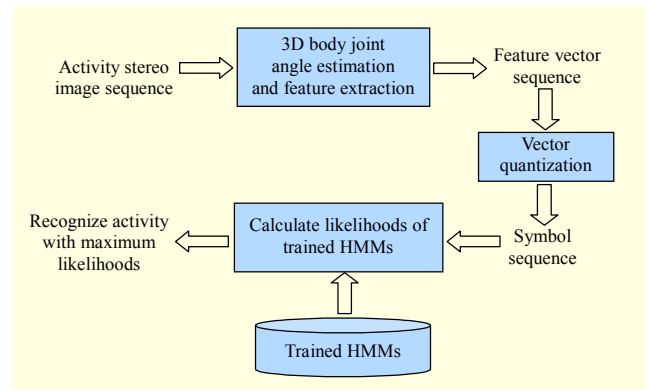 Activity stereo
image sequence
3D body joint
angle estimation
and feature extraction
Feature vector
sequence
Vector
quantization
Symbol
sequence
Calculate likelihoods of
trained HMMs
Recognize activity
with maximum
likelihoods
Trained HMMs